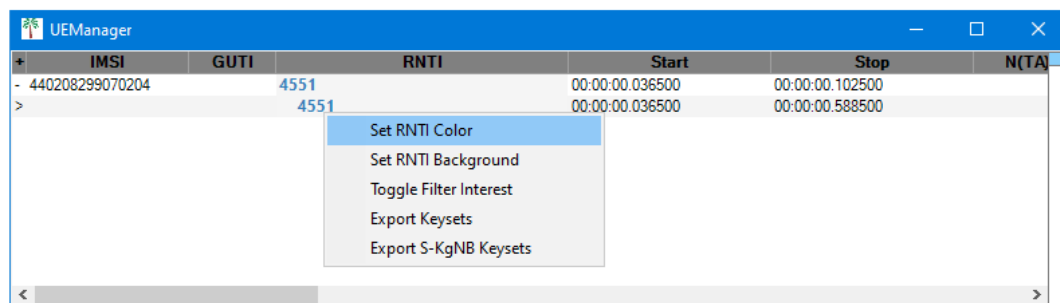 UEManager
+ IMSI GUTI RNTI Start Stop N(TA)
- 440208299070204 4551 00:00:00.036500 00:00:00.102500
> 4551 00:00:00.036500 00:00:00.588500
Set RNTI Color
Set RNTI Background
Toggle Filter Interest
Export Keysets
Export S-KgNB Keysets